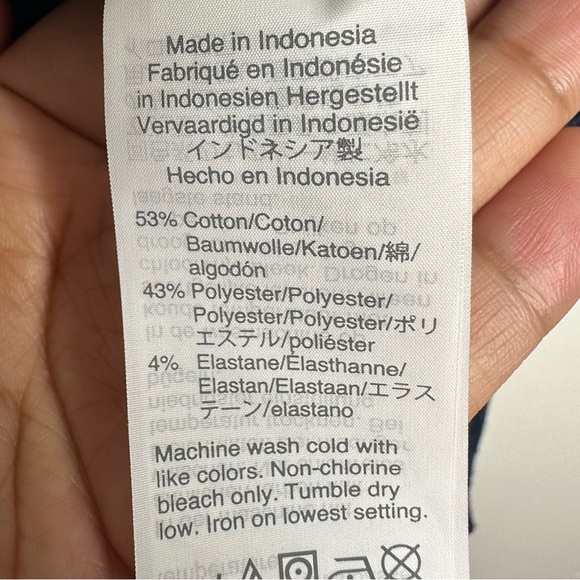 Made in Indonesia
Fabriqué en Indonésie
in Indonesien Hergestellt
Vervaardigd in Indonesië
インドネシア製
Hecho en Indonesia
53% Cotton/Coton/
Baumwolle/Katoen/綿/
algodón
43% Polyester/Polyester/
Polyester/Polyester/ポリ
エステル/poliéster
4% Elastane/Élasthanne/
Elastan/Elastaan/エラス
テーン/elastano
Machine wash cold with
like colors. Non-chlorine
bleach only. Tumble dry
low. Iron on lowest setting.